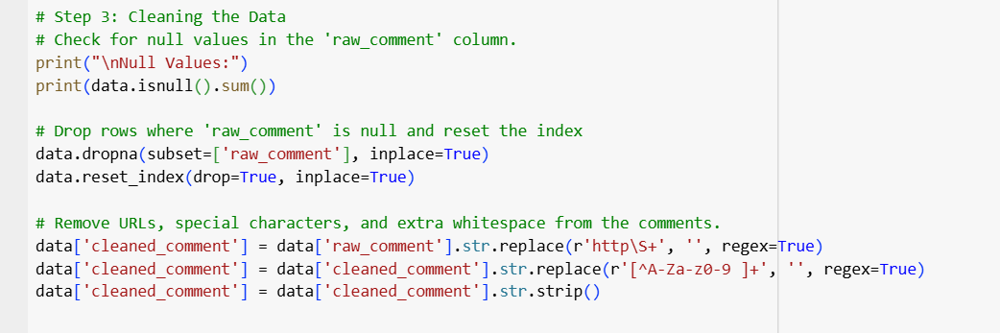 # Step 3: Cleaning the Data
# Check for null values in the 'raw_comment' column.
print("\nNull Values:")
print(data.isnull().sum())
# Drop rows where 'raw_comment' is null and reset the index
data.dropna(subset=['raw_comment'], inplace=True)
data.reset_index(drop=True, inplace=True)
# Remove URLs, special characters, and extra whitespace from the comments.
data['cleaned_comment'] = data['raw_comment'].str.replace(r'http\S+', '', regex=True)
data['cleaned_comment'] = data['cleaned_comment'].str.replace(r'[^A-Za-z0-9 ]+', '', regex=True)
data['cleaned_comment'] = data['cleaned_comment'].str.strip()